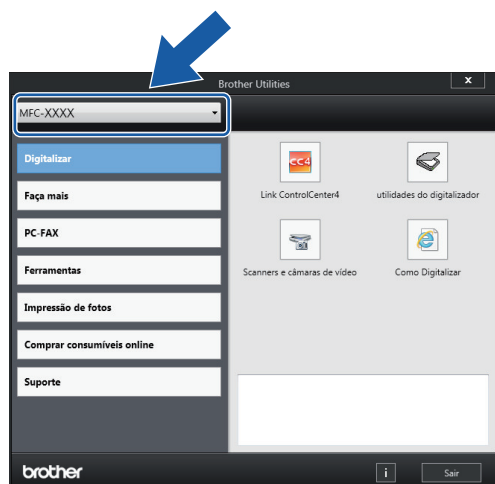 Brother Utilities
x
MFC-XXXX
Digitalizar
Faça mais
PC-FAX
Ferramentas
Impressão de fotos
Comprar consumíveis online
Suporte
CC4
Link ControlCenter4
utilidades do digitalizador
Scanners e câmaras de vídeo
Como Digitalizar
brother
i
Sair